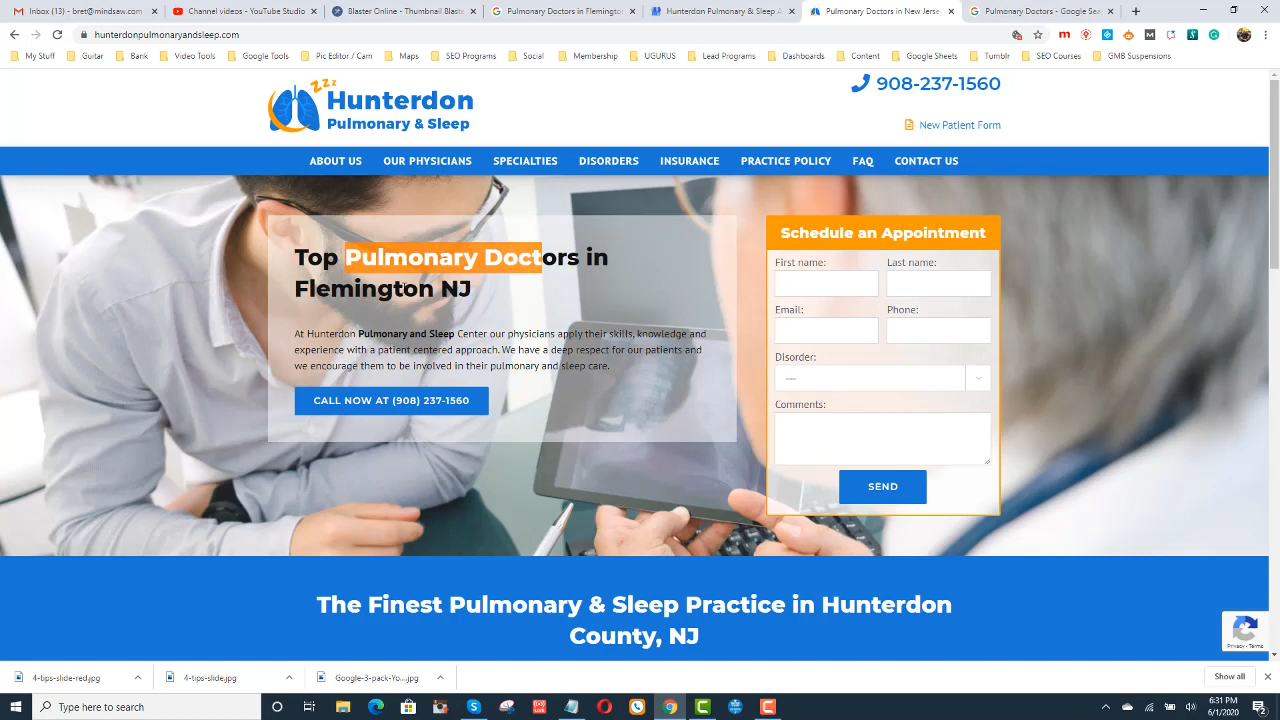 Inbox (13) - bret@mindsaw.com
Channel videos - YouTube Studio
Blaster Online - Thumbnail Blaste
Pulmonary Doctors in Flemington
Hunterdon Pulmonary & Sleep A
Pulmonary Doctors in New Jerse
Pulmonary Doctors - Google Sea
hunterdonpulmonaryandsleep.com
My Stuff Garter Bank Video Tools Google Tools Pic Editor / Cam Maps SEO Programs Social Membership UGURUS Lead Programs Dashboards Content Google Sheets Tumblr SEO Courses GMB Suspensions
zzz
Hunterdon
Pulmonary & Sleep
908-237-1560
New Patient Form
ABOUT US OUR PHYSICIANS SPECIALTIES DISORDERS INSURANCE PRACTICE POLICY FAQ CONTACT US
Top Pulmonary Doctors in
Flemington NJ
At Hunterdon Pulmonary and Sleep Center our physicians apply their skills, knowledge and
experience with a patient centered approach. We have a deep respect for our patients and
we encourage them to be involved in their pulmonary and sleep care.
CALL NOW AT (908) 237-1560
Schedule an Appointment
First name: Last name:
Email: Phone:
Disorder:
---
Comments:
SEND
The Finest Pulmonary & Sleep Practice in Hunterdon
County, NJ
Privacy - Terms
4-tips-slide-red.jpg
4-tips-slide.jpg
Google-3-pack-Yo....jpg
Show all
Type here to search
6:31 PM
6/1/2020